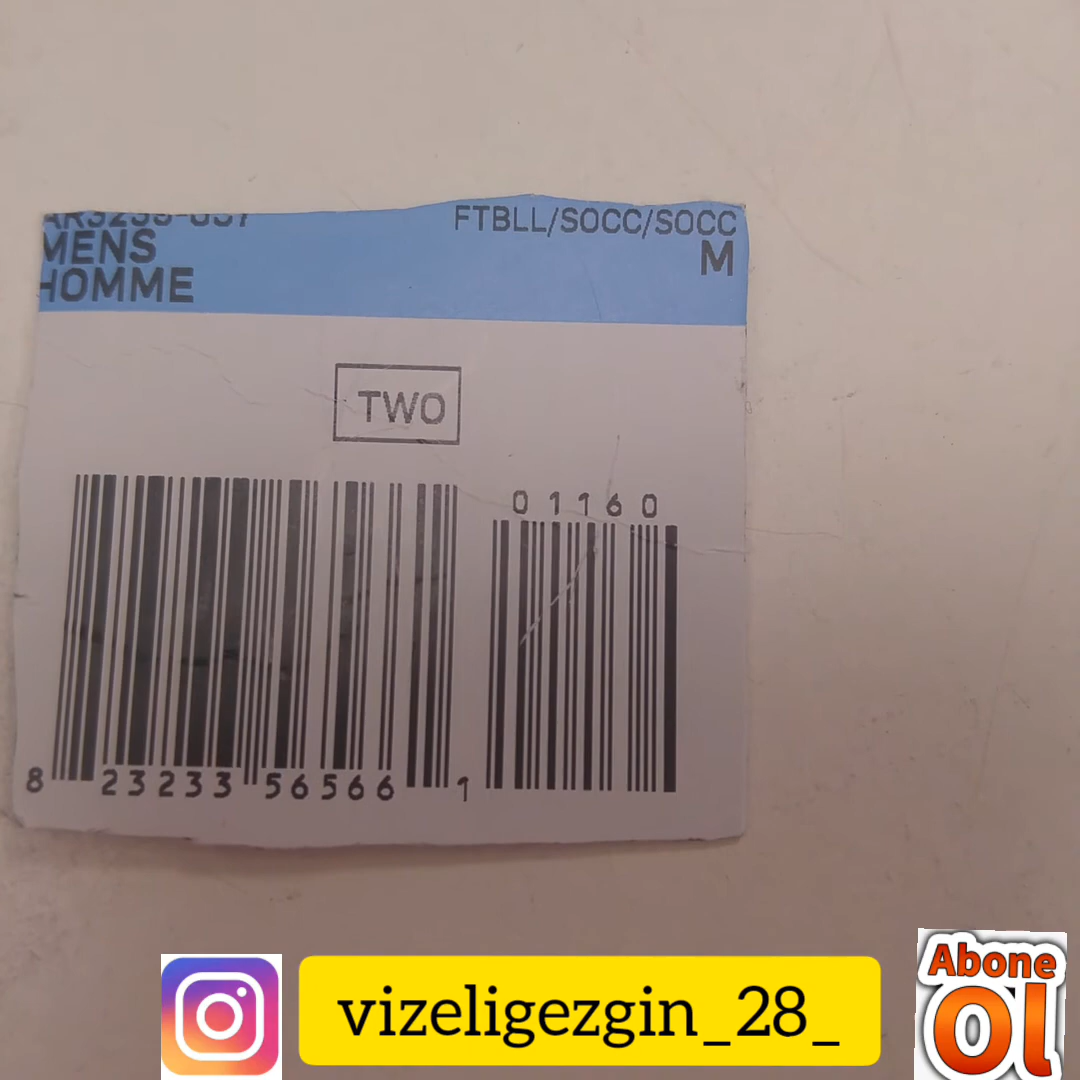 FTBLL/SOCC/SOCC
MENS
M
HOMME
TWO
01160
8 23233 56566 1
vizeligezgin_28_
Abone
Ol